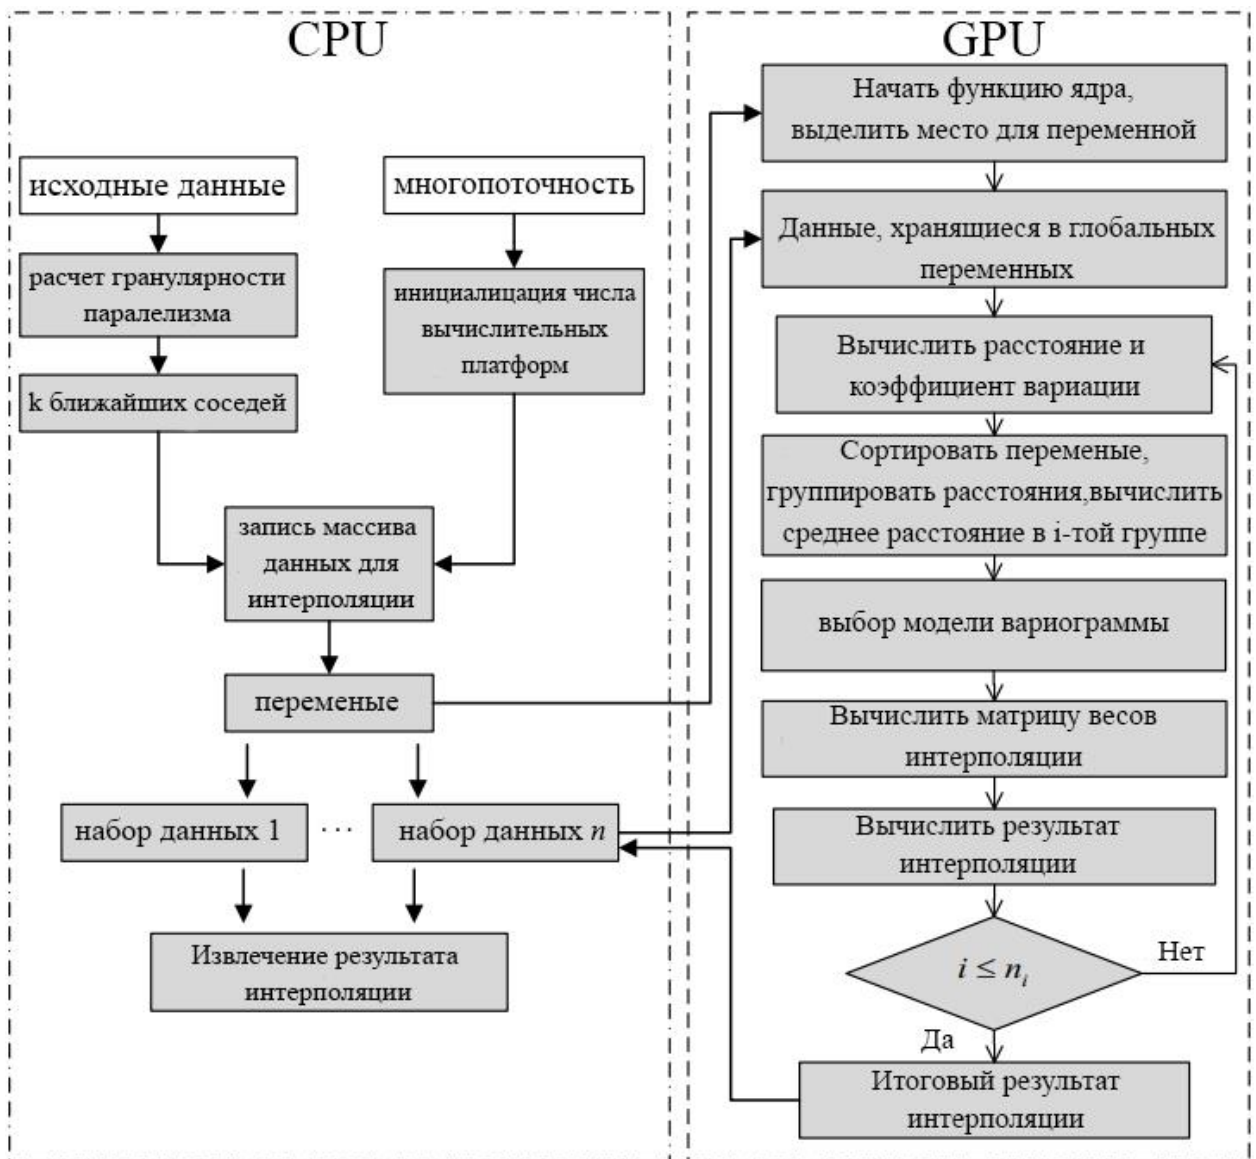 CPU
исходные данные
многопоточность
расчет гранулярности
паралелизма
инициалицация числа
вычислительных
платформ
k ближайших соседей
запись массива
данных для
интерполяции
переменые
набор данных 1
...
набор данных n
Извлечение результата
интерполяции
GPU
Начать функцию ядра,
выделить место для переменной
Данные, хранящиеся в глобальных
переменных
Вычислить расстояние и
коэффициент вариации
Сортировать переменые,
группировать расстояния,вычислить
среднее расстояние в i-той группе
выбор модели вариограммы
Вычислить матрицу весов
интерполяции
Вычислить результат
интерполяции
i ≤ nᵢ
Нет
Да
Итоговый результат
интерполяции